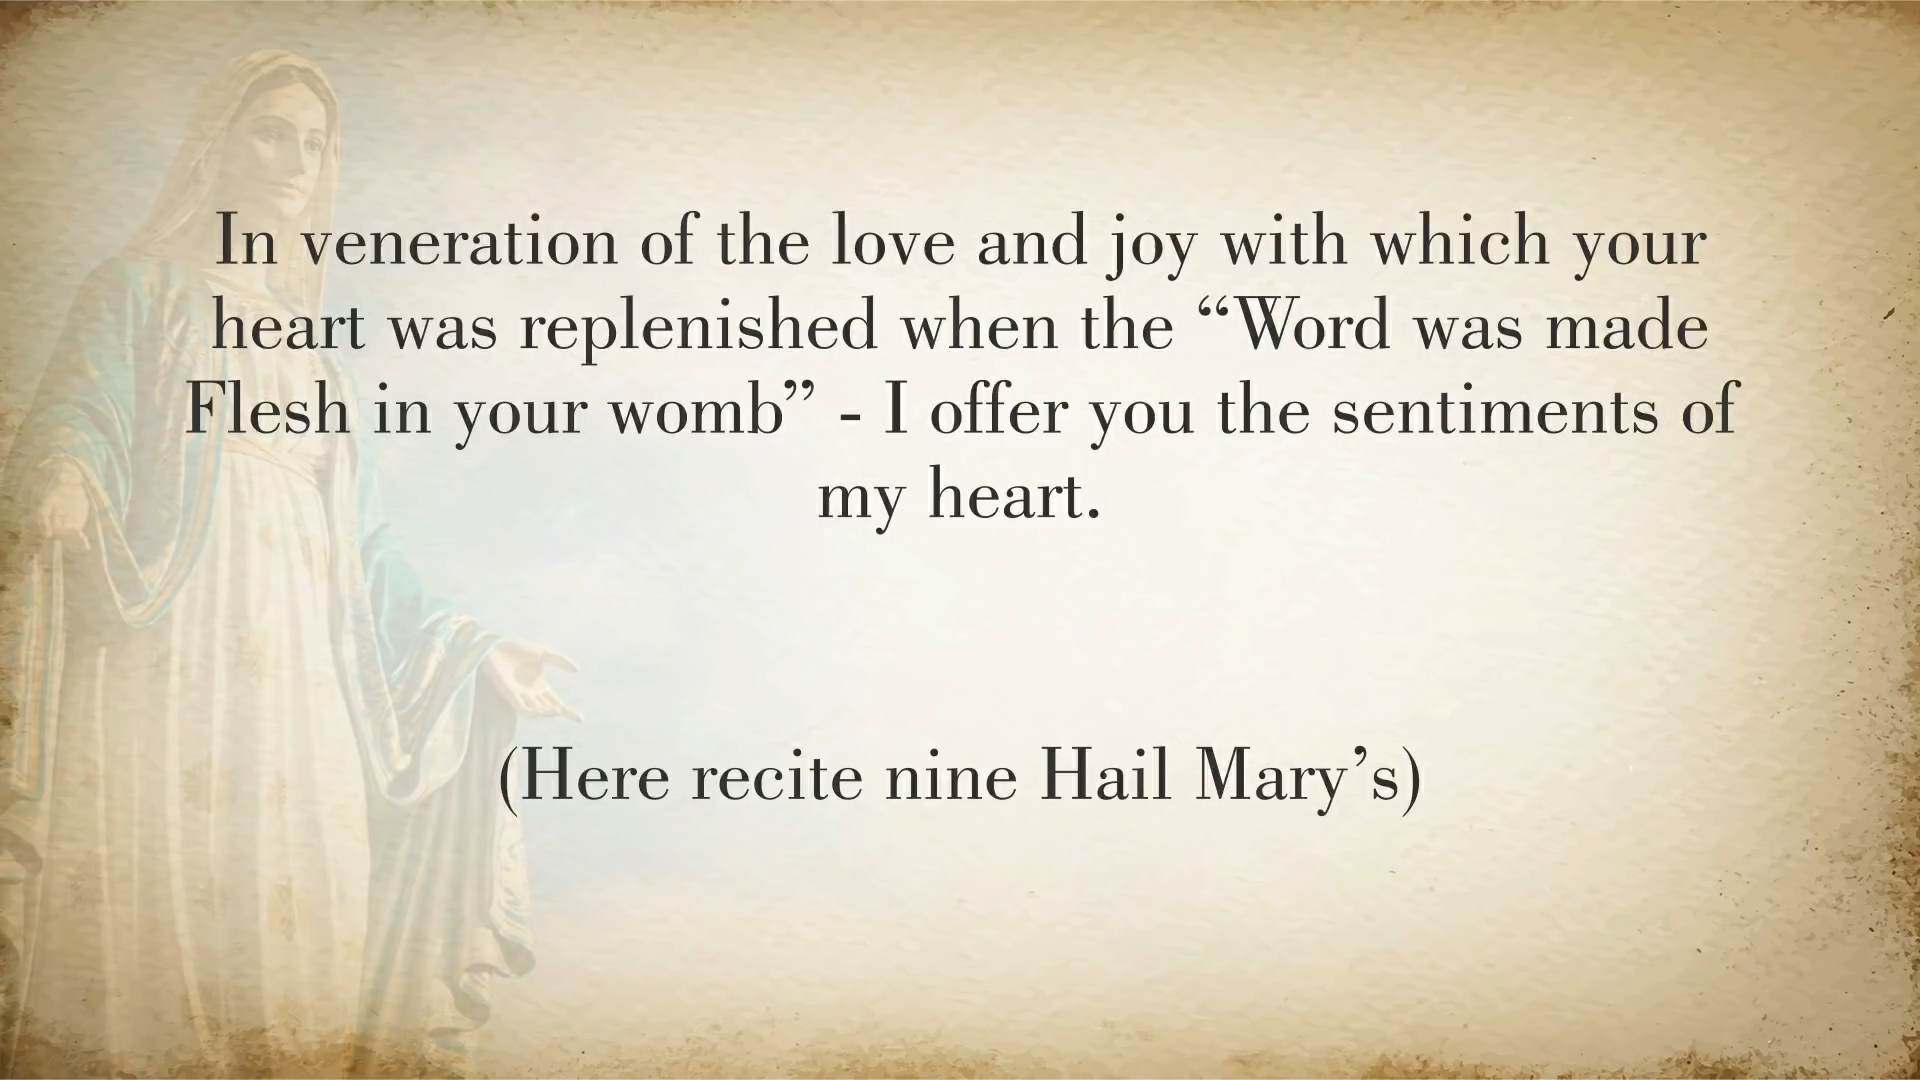 In veneration of the love and joy with which your
heart was replenished when the “Word was made
Flesh in your womb” - I offer you the sentiments of
my heart.
(Here recite nine Hail Mary’s)